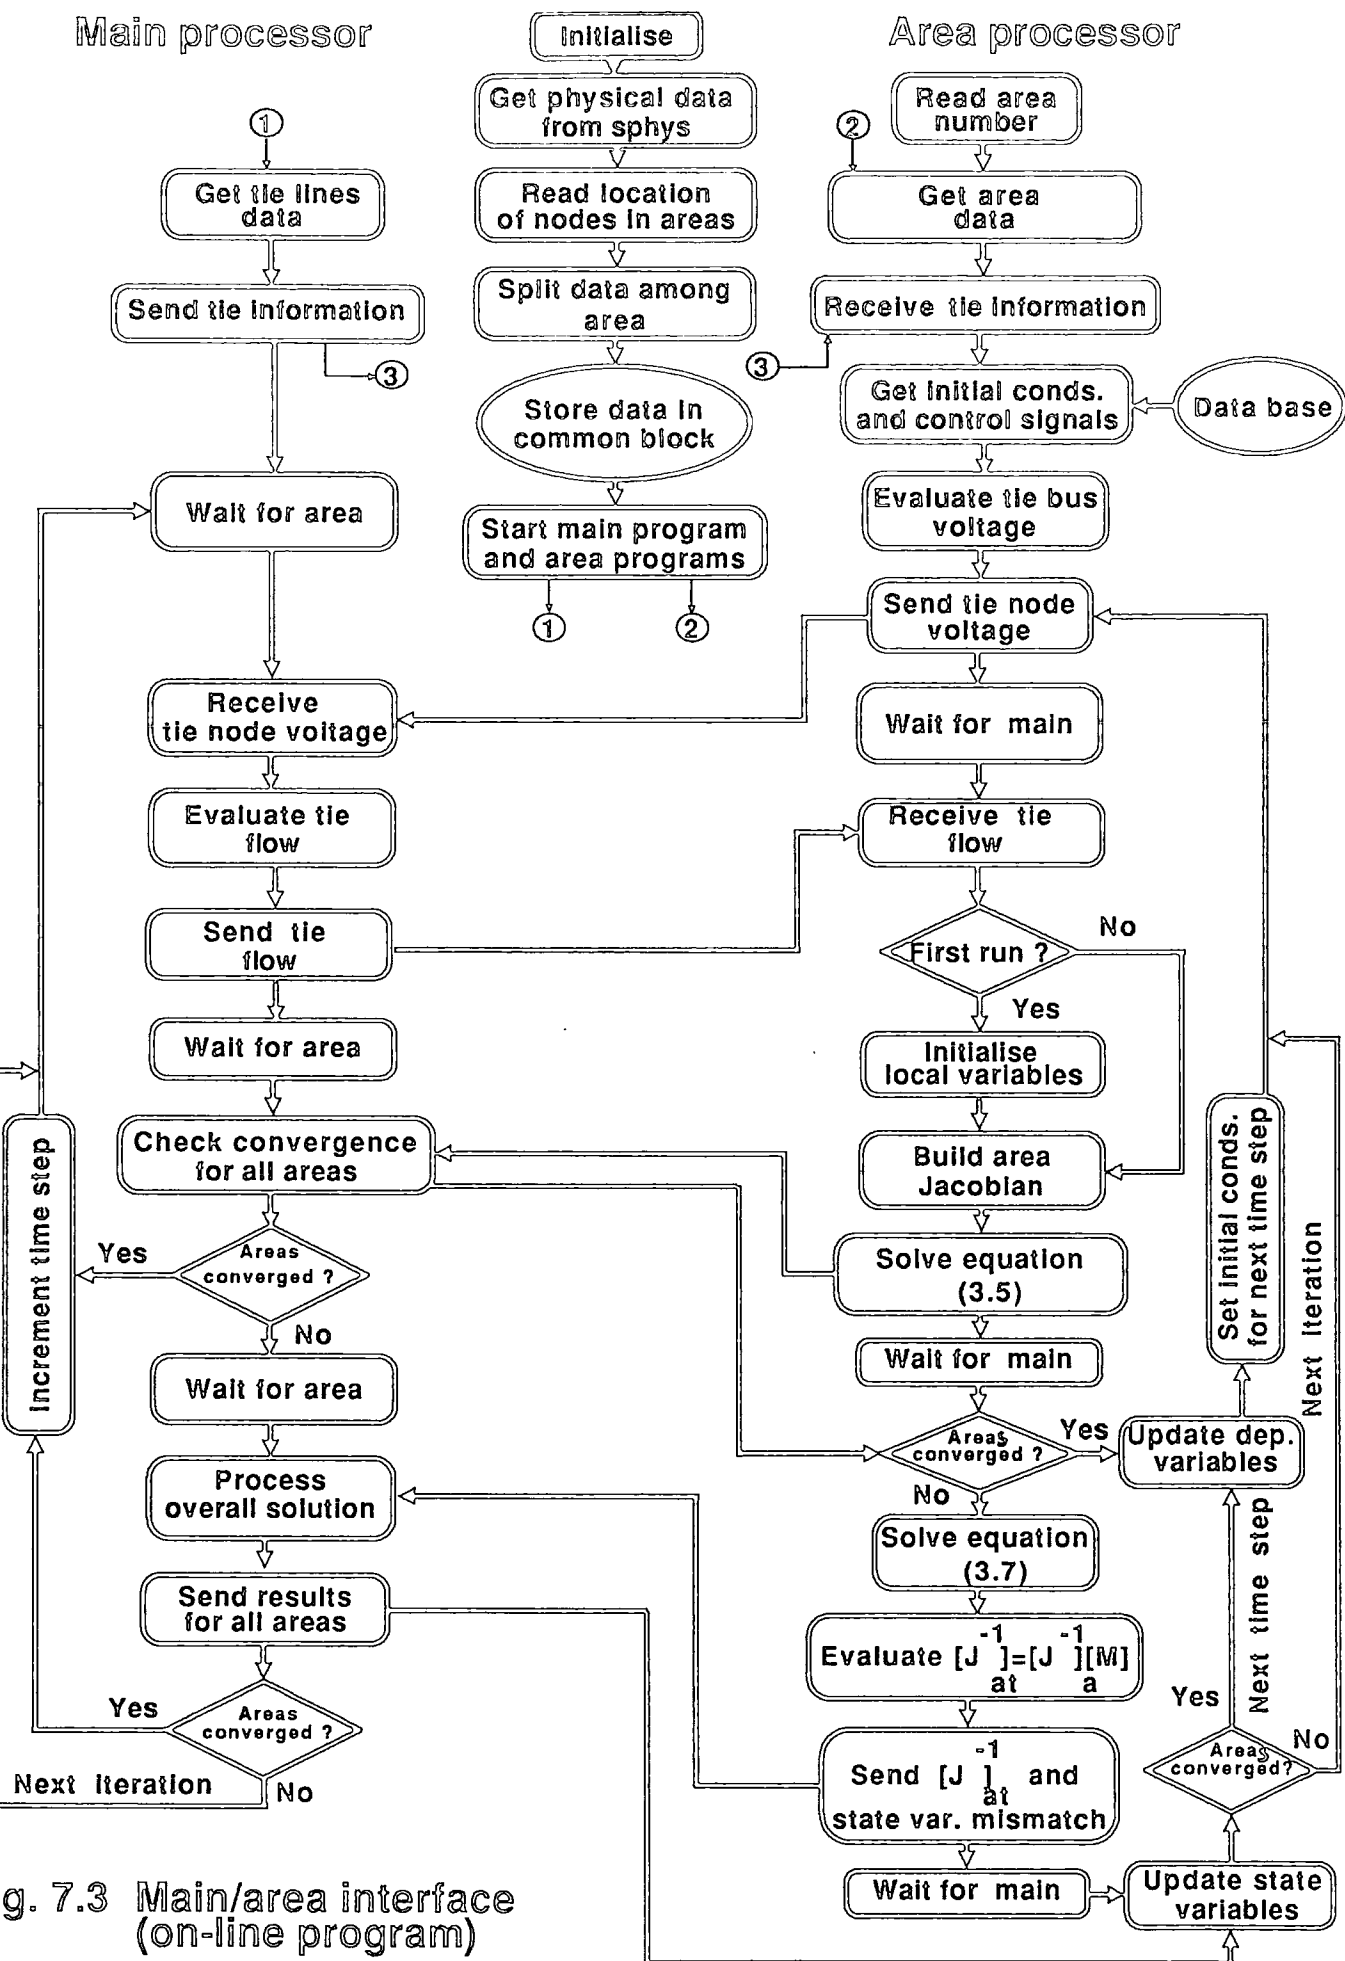 Main processor
1
Get tie lines
data
Send tie information
3
Wait for area
Receive
tie node voltage
Evaluate tie
flow
Send tie
flow
Wait for area
Check convergence
for all areas
Areas
converged ?
Yes
No
Increment time step
Wait for area
Process
overall solution
Send results
for all areas
Areas
converged ?
Yes
No
Next iteration
Initialise
Get physical data
from sphys
Read location
of nodes in areas
Split data among
area
Store data in
common block
Start main program
and area programs
1
2
Area processor
Read area
number
2
Get area
data
Receive tie information
3
Get initial conds.
and control signals
Data base
Evaluate tie bus
voltage
Send tie node
voltage
Wait for main
Receive tie
flow
First run ?
No
Yes
Initialise
local variables
Build area
Jacobian
Solve equation
(3.5)
Wait for main
Areas
converged ?
Yes
No
Update dep.
variables
Set initial conds.
for next time step
Next iteration
Solve equation
(3.7)
Evaluate [J-1at]=[J-1a][M]
Send [J-1]at and
state var. mismatch
Wait for main
Update state
variables
Areas
converged?
Yes
No
Next time step
g. 7.3 Main/area interface
(on-line program)